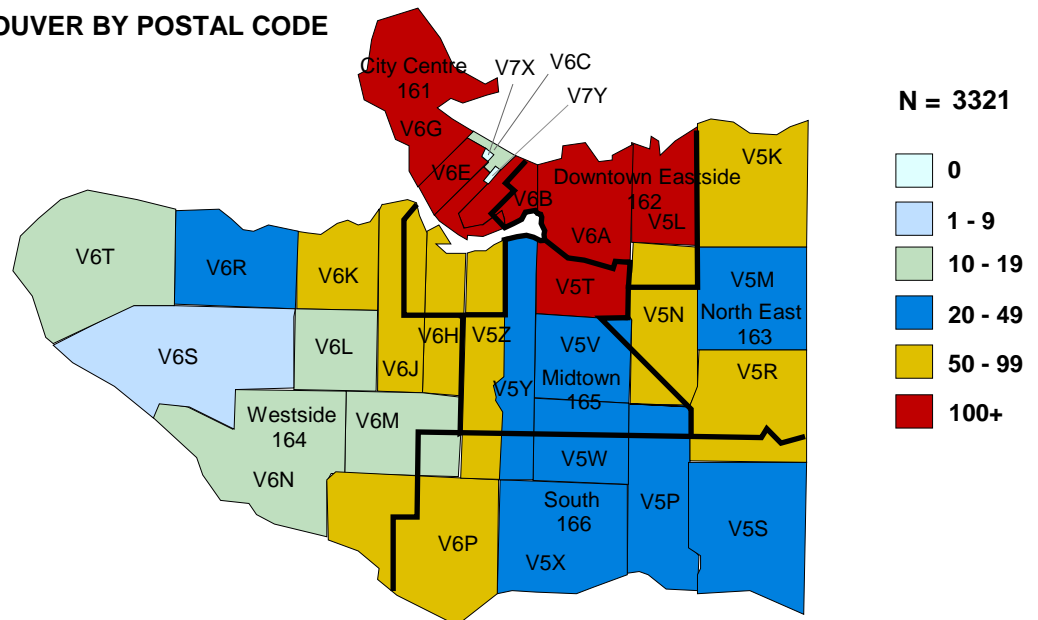 OUVER BY POSTAL CODE
City Centre
161
V7X
V6C
V7Y
V6G
V6E
V6B
Downtown Eastside
162
V5L
V6A
V5K
V6T
V6R
V6K
V5T
V5M
V6S
V6L
V6J
V6H
V5Z
V5Y
V5V
V5N
North East
163
V5R
Midtown
165
Westside
164
V6M
V6N
V5W
V6P
South
166
V5X
V5P
V5S
N = 3321
0
1 - 9
10 - 19
20 - 49
50 - 99
100+